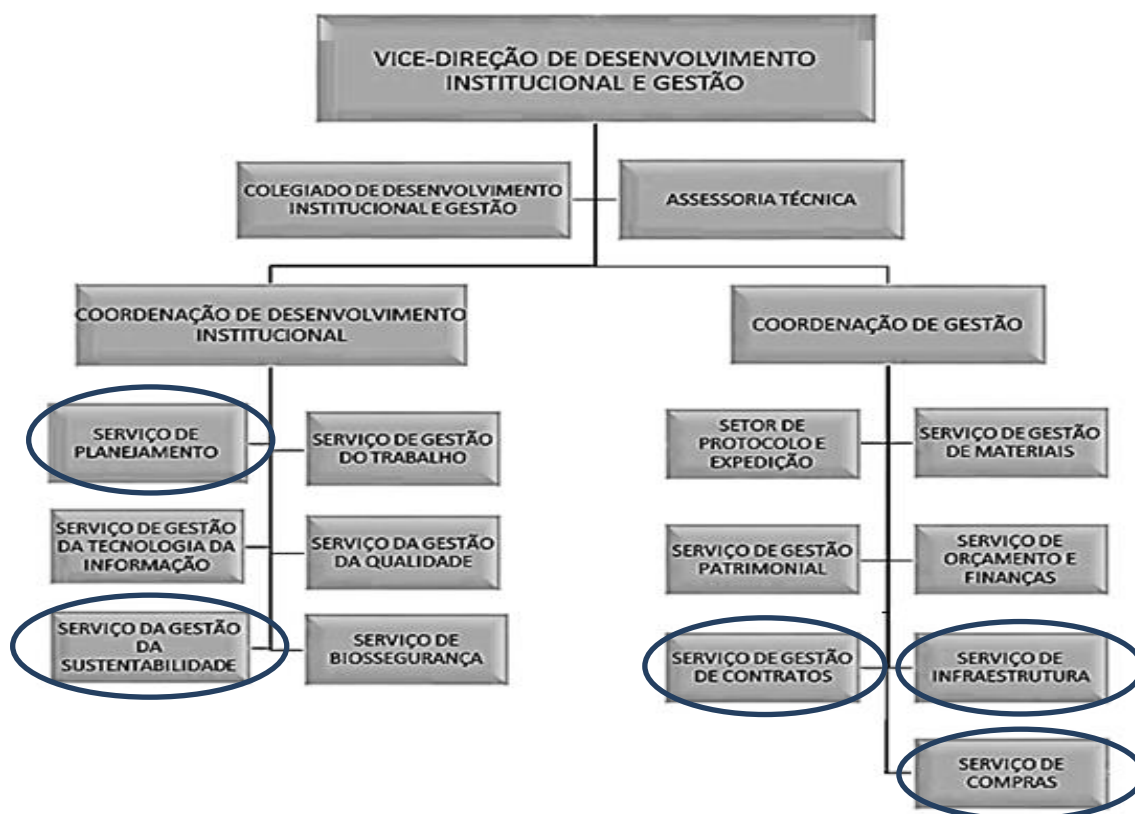 VICE-DIREÇÃO DE DESENVOLVIMENTO
INSTITUCIONAL E GESTÃO
COLEGIADO DE DESENVOLVIMENTO
INSTITUCIONAL E GESTÃO
ASSESSORIA TÉCNICA
COORDENAÇÃO DE DESENVOLVIMENTO
INSTITUCIONAL
COORDENAÇÃO DE GESTÃO
SERVIÇO DE
PLANEJAMENTO
SERVIÇO DE GESTÃO
DO TRABALHO
SETOR DE
PROTOCOLO E
EXPEDIÇÃO
SERVIÇO DE GESTÃO
DE MATERIAIS
SERVIÇO DE GESTÃO
DA TECNOLOGIA DA
INFORMAÇÃO
SERVIÇO DA GESTÃO
DA QUALIDADE
SERVIÇO DE GESTÃO
PATRIMONIAL
SERVIÇO DE
ORÇAMENTO E
FINANÇAS
SERVIÇO DA GESTÃO
DA
SUSTENTABILIDADE
SERVIÇO DE
BIOSSEGURANÇA
SERVIÇO DE GESTÃO
DE CONTRATOS
SERVIÇO DE
INFRAESTRUTURA
SERVIÇO DE
COMPRAS